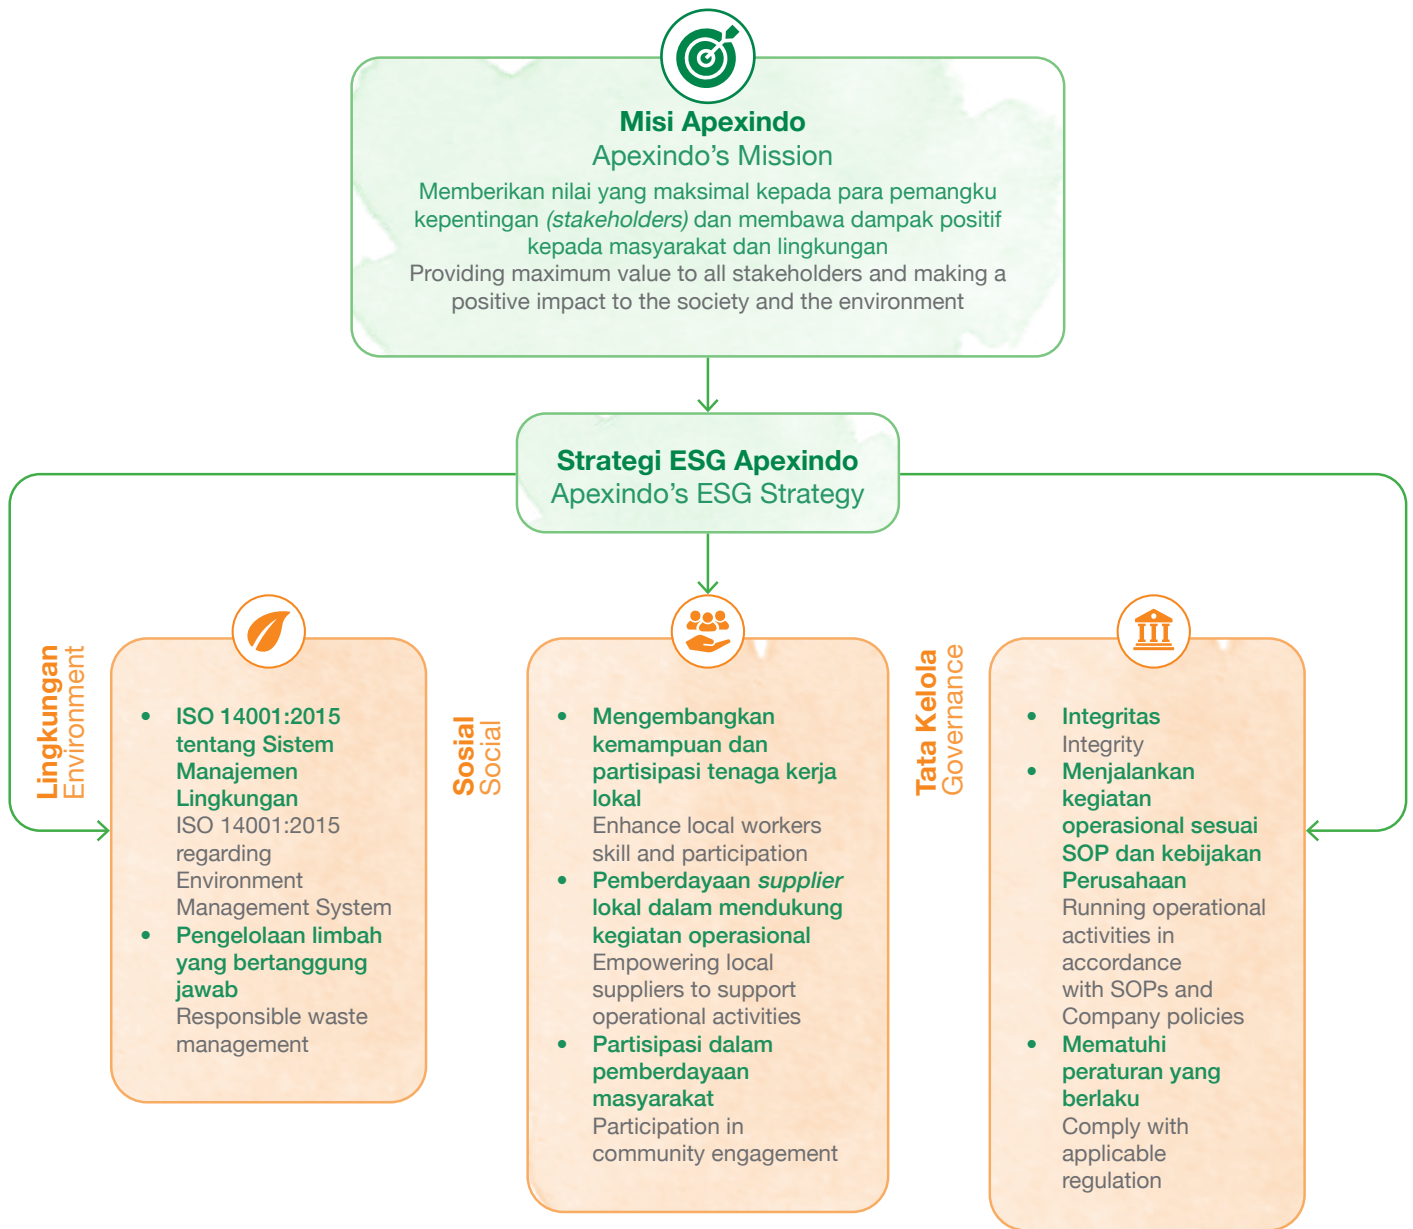 Misi Apexindo
Apexindo’s Mission
Memberikan nilai yang maksimal kepada para pemangku
kepentingan (stakeholders) dan membawa dampak positif
kepada masyarakat dan lingkungan
Providing maximum value to all stakeholders and making a
positive impact to the society and the environment
Strategi ESG Apexindo
Apexindo’s ESG Strategy
Lingkungan
Environment
• ISO 14001:2015
tentang Sistem
Manajemen
Lingkungan
ISO 14001:2015
regarding
Environment
Management System
• Pengelolaan limbah
yang bertanggung
jawab
Responsible waste
management
Sosial
Social
• Mengembangkan
kemampuan dan
partisipasi tenaga kerja
lokal
Enhance local workers
skill and participation
• Pemberdayaan supplier
lokal dalam mendukung
kegiatan operasional
Empowering local
suppliers to support
operational activities
• Partisipasi dalam
pemberdayaan
masyarakat
Participation in
community engagement
Tata Kelola
Governance
• Integritas
Integrity
• Menjalankan
kegiatan
operasional sesuai
SOP dan kebijakan
Perusahaan
Running operational
activities in
accordance
with SOPs and
Company policies
• Mematuhi
peraturan yang
berlaku
Comply with
applicable
regulation